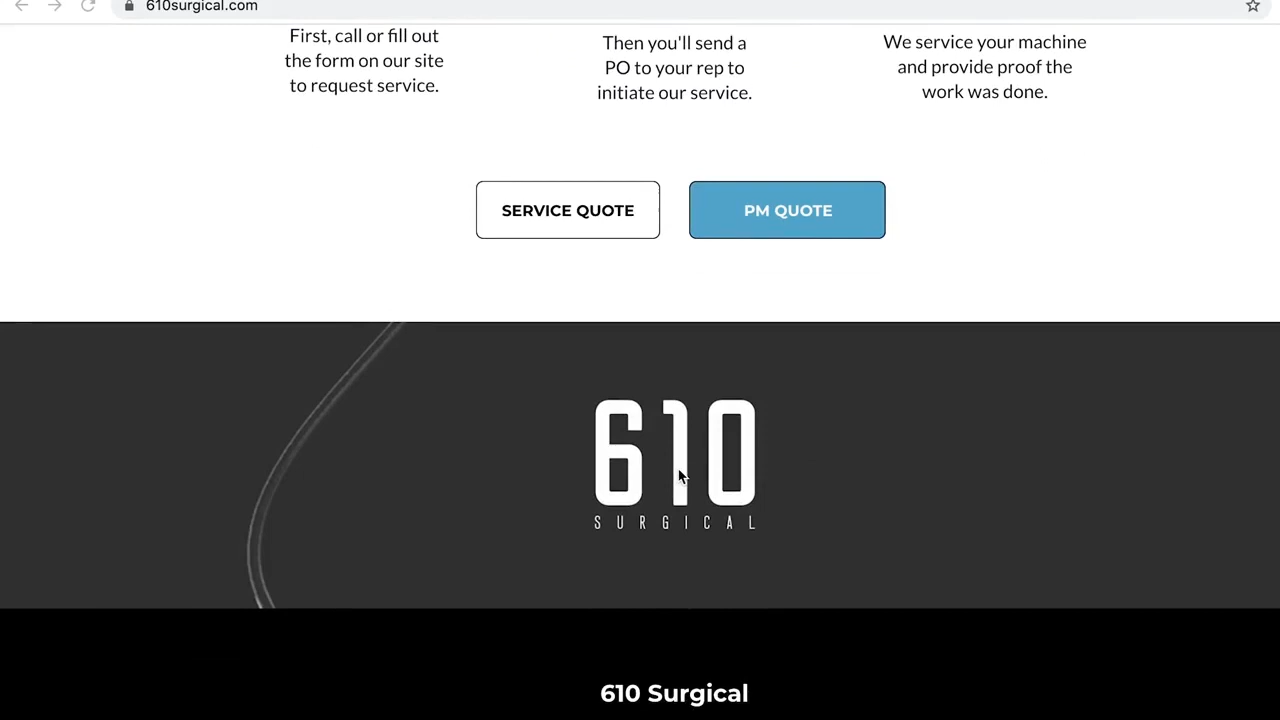 610surgical.com
First, call or fill out
the form on our site
to request service.
Then you'll send a
PO to your rep to
initiate our service.
We service your machine
and provide proof the
work was done.
SERVICE QUOTE
PM QUOTE
610
SURGICAL
610 Surgical